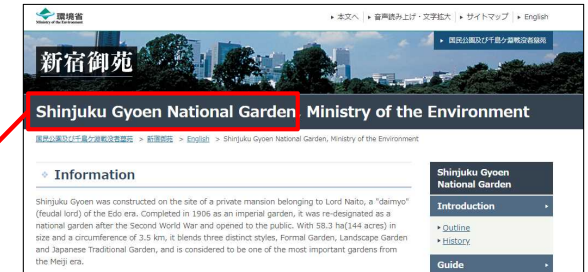 環境省
Ministry of the Environment
本文へ 音声読み上げ・文字拡大 サイトマップ English
国民公園及び千鳥ケ淵戦没者墓苑
新宿御苑
Shinjuku Gyoen National Garden, Ministry of the Environment
国民公園及び千鳥ケ淵戦没者墓苑 > 新宿御苑 > English > Shinjuku Gyoen National Garden, Ministry of the Environment
Information
Shinjuku Gyoen was constructed on the site of a private mansion belonging to Lord Naito, a "daimyo"
(feudal lord) of the Edo era. Completed in 1906 as an imperial garden, it was re-designated as a
national garden after the Second World War and opened to the public. With 58.3 ha(144 acres) in
size and a circumference of 3.5 km, it blends three distinct styles, Formal Garden, Landscape Garden
and Japanese Traditional Garden, and is considered to be one of the most important gardens from
the Meiji era.
Shinjuku Gyoen
National Garden
Introduction
Outline
History
Guide